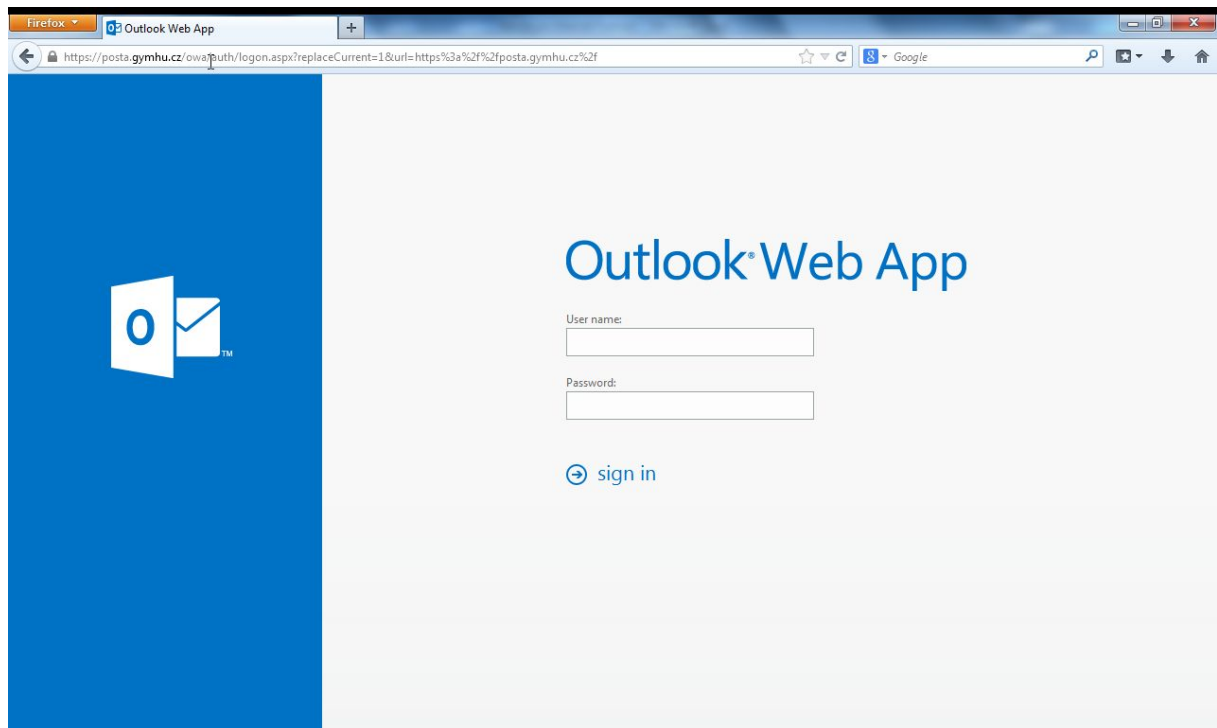 Firefox
Outlook Web App
https://posta.gymhu.cz/owa/auth/logon.aspx?replaceCurrent=1&url=https%3a%2f%2fposta.gymhu.cz%2f
Google
Outlook® Web App
User name:
Password:
sign in
TM